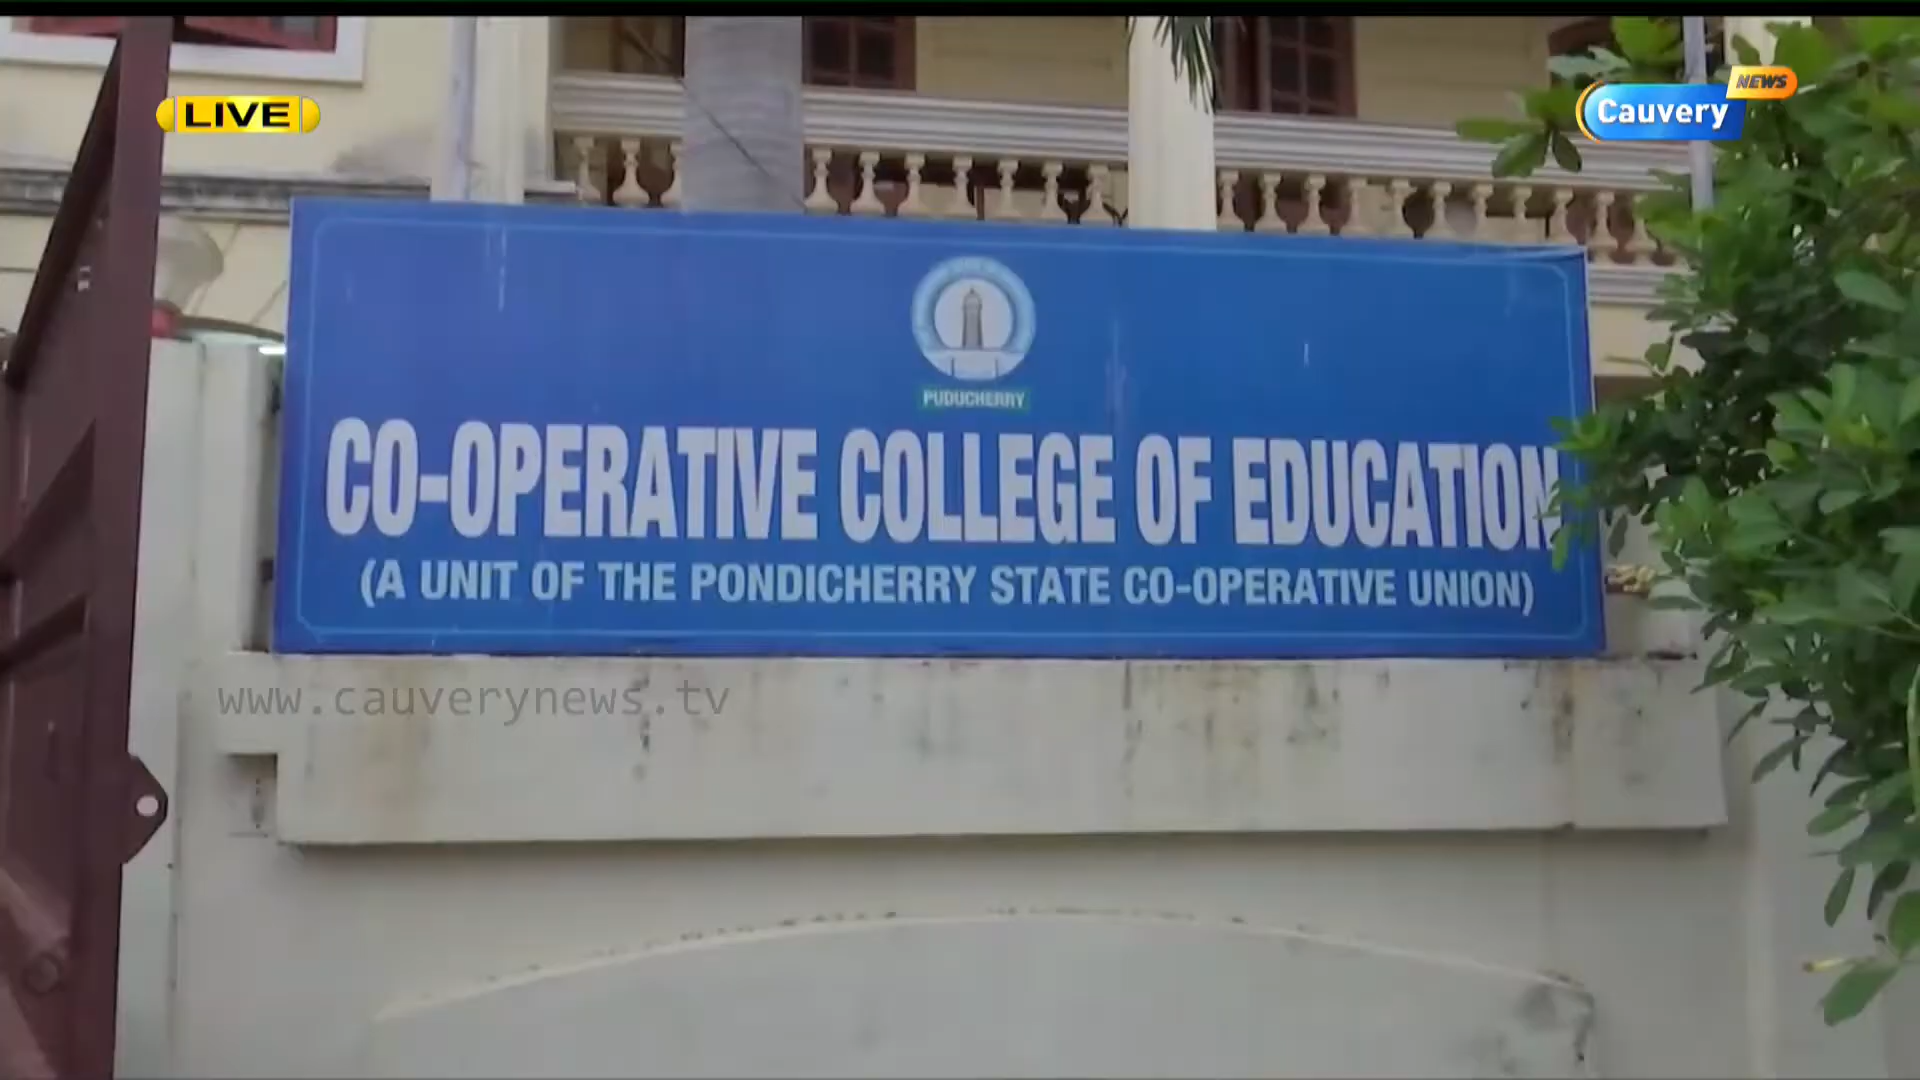 LIVE
NEWS
Cauvery
PUDUCHERRY
CO-OPERATIVE COLLEGE OF EDUCATION
(A UNIT OF THE PONDICHERRY STATE CO-OPERATIVE UNION)
www.cauverynews.tv